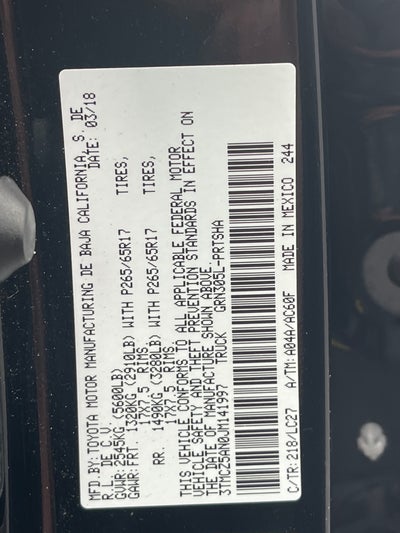 MFD.BY: TOYOTA MOTOR MANUFACTURING DE BAJA CALIFORNIA, S. DE
R.L. DE C.V. DATE: 03/18
GVWR: 2545KG (5600LB)
GAWR: FRT. 1320KG (2910LB) WITH P265/65R17 TIRES,
17X7.5 RIMS,
RR. 1490KG (3280LB) WITH P265/65R17 TIRES,
17X7.5 RIMS.
THIS VEHICLE CONFORMS TO ALL APPLICABLE FEDERAL MOTOR
VEHICLE SAFETY AND THEFT PREVENTION STANDARDS IN EFFECT ON
THE DATE OF MANUFACTURE SHOWN ABOVE.
3TMCZ5AN0JM141997 TRUCK GRN305L-PRTSHA
C/TR: 218/LC27 A/TM: A04A/AC60F MADE IN MEXICO 244